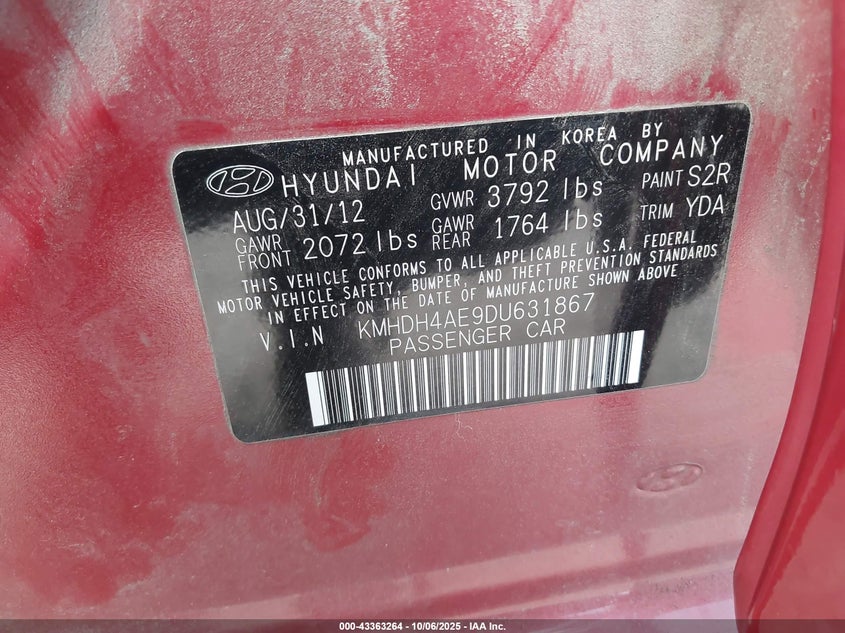 MANUFACTURED IN KOREA BY
HYUNDAI MOTOR COMPANY
AUG/31/12 GVWR 3792 lbs PAINT S2R
GAWR FRONT 2072 lbs GAWR REAR 1764 lbs TRIM YDA
THIS VEHICLE CONFORMS TO ALL APPLICABLE U.S.A. FEDERAL
MOTOR VEHICLE SAFETY, BUMPER, AND THEFT PREVENTION STANDARDS
IN EFFECT ON THE DATE OF MANUFACTURE SHOWN ABOVE
V.I.N KMHDH4AE9DU631867
PASSENGER CAR
000-43363264 - 10/06/2025 - IAA Inc.